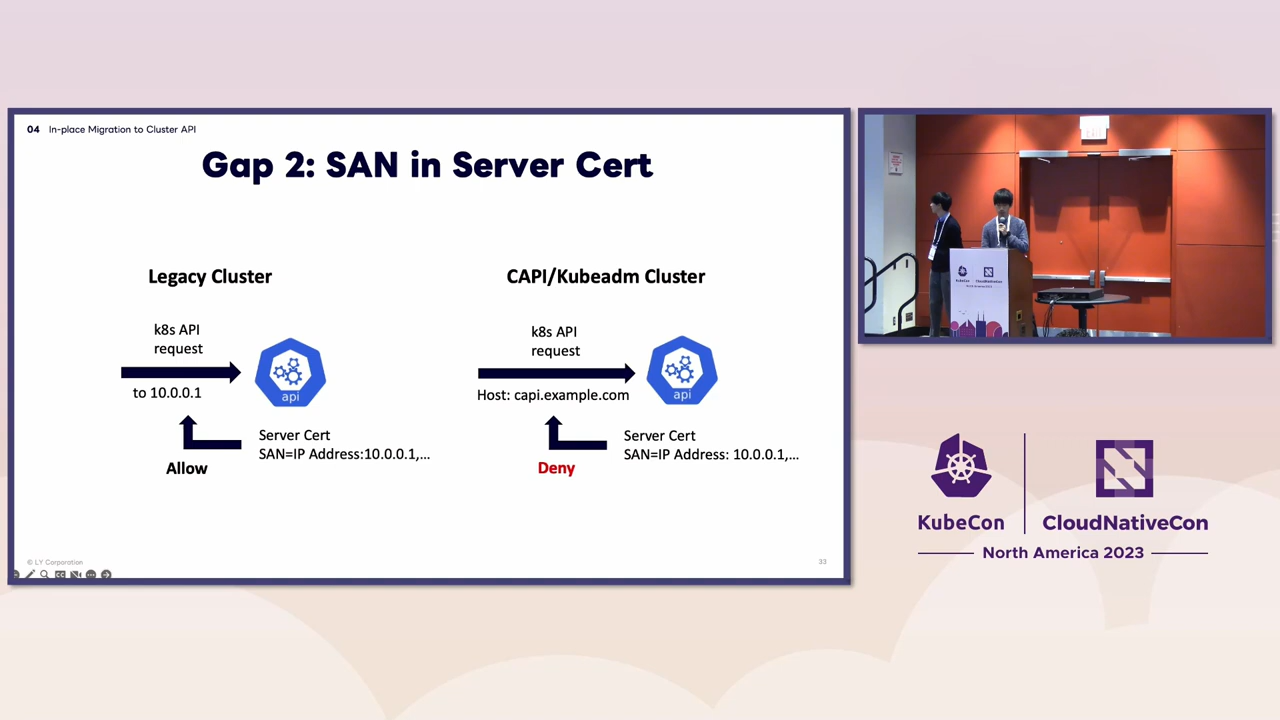 04 In-place Migration to Cluster API
Gap 2: SAN in Server Cert
Legacy Cluster
k8s API
request
to 10.0.0.1
api
Server Cert
SAN=IP Address:10.0.0.1,...
Allow
CAPI/Kubeadm Cluster
k8s API
request
Host: capi.example.com
api
Server Cert
SAN=IP Address: 10.0.0.1,...
Deny
© LY Corporation
33
EXIT
KubeCon
CloudNativeCon
North America 2023